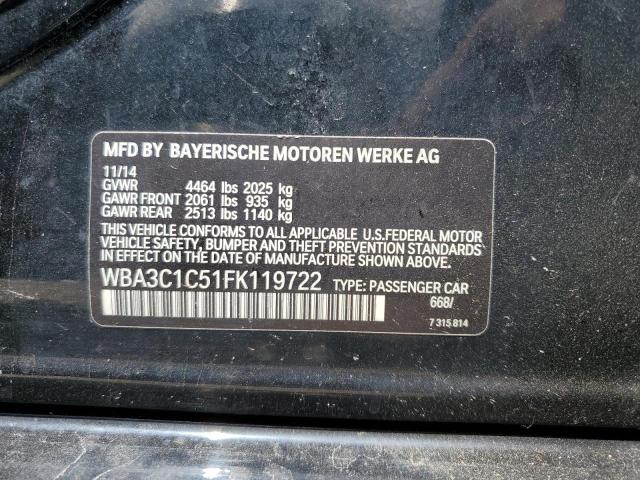 MFD BY BAYERISCHE MOTOREN WERKE AG
11/14
GVWR 4464 lbs 2025 kg
GAWR FRONT 2061 lbs 935 kg
GAWR REAR 2513 lbs 1140 kg
THIS VEHICLE CONFORMS TO ALL APPLICABLE U.S.FEDERAL MOTOR
VEHICLE SAFETY, BUMPER AND THEFT PREVENTION STANDARDS
IN EFFECT ON THE DATE OF MANUFACTURE SHOWN ABOVE.
WBA3C1C51FK119722 TYPE: PASSENGER CAR
668/
7 315 814